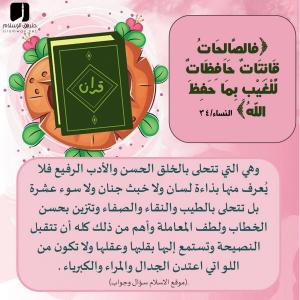 طريق الإسلام
﴿فَالصَّالِحَاتُ
قَانِتَاتٌ حَافِظَاتٌ
لِّلْغَيْبِ بِمَا حَفِظَ
اللَّهُ﴾ النساء/٣٤
قرآن
وهي التي تتحلى بالخلق الحسن والأدب الرفيع فلا
يُعرف منها بذاءة لسان ولا خبث جنان ولا سوء عشرة
بل تتحلى بالطيب والنقاء والصفاء وتتزين بحسن
الخطاب ولطف المعاملة وأهم من ذلك كله أن تتقبل
النصيحة وتستمع إليها بقلبها وعقلها ولا تكون من
اللواتي اعتدن الجدال والمراء والكبرياء .
(موقع الاسلام سؤال وجواب)